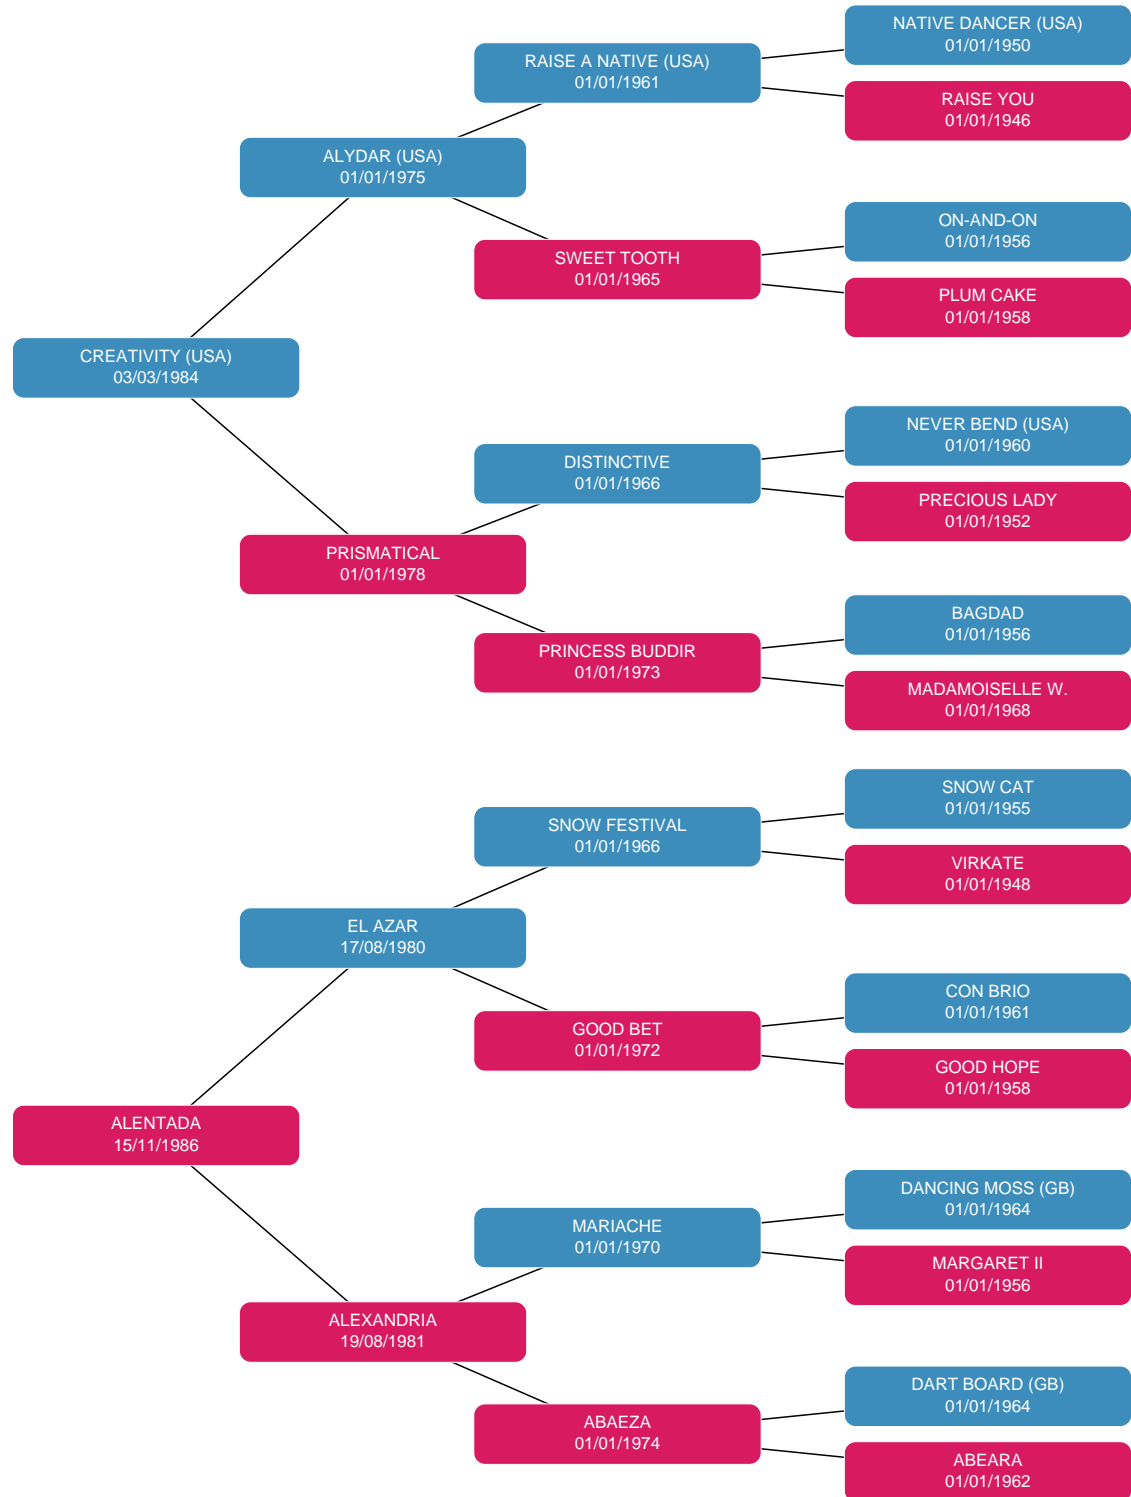 NATIVE DANCER (USA)
01/01/1950
RAISE A NATIVE (USA)
01/01/1961
RAISE YOU
01/01/1946
ALYDAR (USA)
01/01/1975
ON-AND-ON
01/01/1956
SWEET TOOTH
01/01/1965
PLUM CAKE
01/01/1958
CREATIVITY (USA)
03/03/1984
NEVER BEND (USA)
01/01/1960
DISTINCTIVE
01/01/1966
PRECIOUS LADY
01/01/1952
PRISMATICAL
01/01/1978
BAGDAD
01/01/1956
PRINCESS BUDDIR
01/01/1973
MADAMOISELLE W.
01/01/1968
SNOW CAT
01/01/1955
SNOW FESTIVAL
01/01/1966
VIRKATE
01/01/1948
EL AZAR
17/08/1980
CON BRIO
01/01/1961
GOOD BET
01/01/1972
GOOD HOPE
01/01/1958
ALENTADA
15/11/1986
DANCING MOSS (GB)
01/01/1964
MARIACHE
01/01/1970
MARGARET II
01/01/1956
ALEXANDRIA
19/08/1981
DART BOARD (GB)
01/01/1964
ABAEZA
01/01/1974
ABEARA
01/01/1962